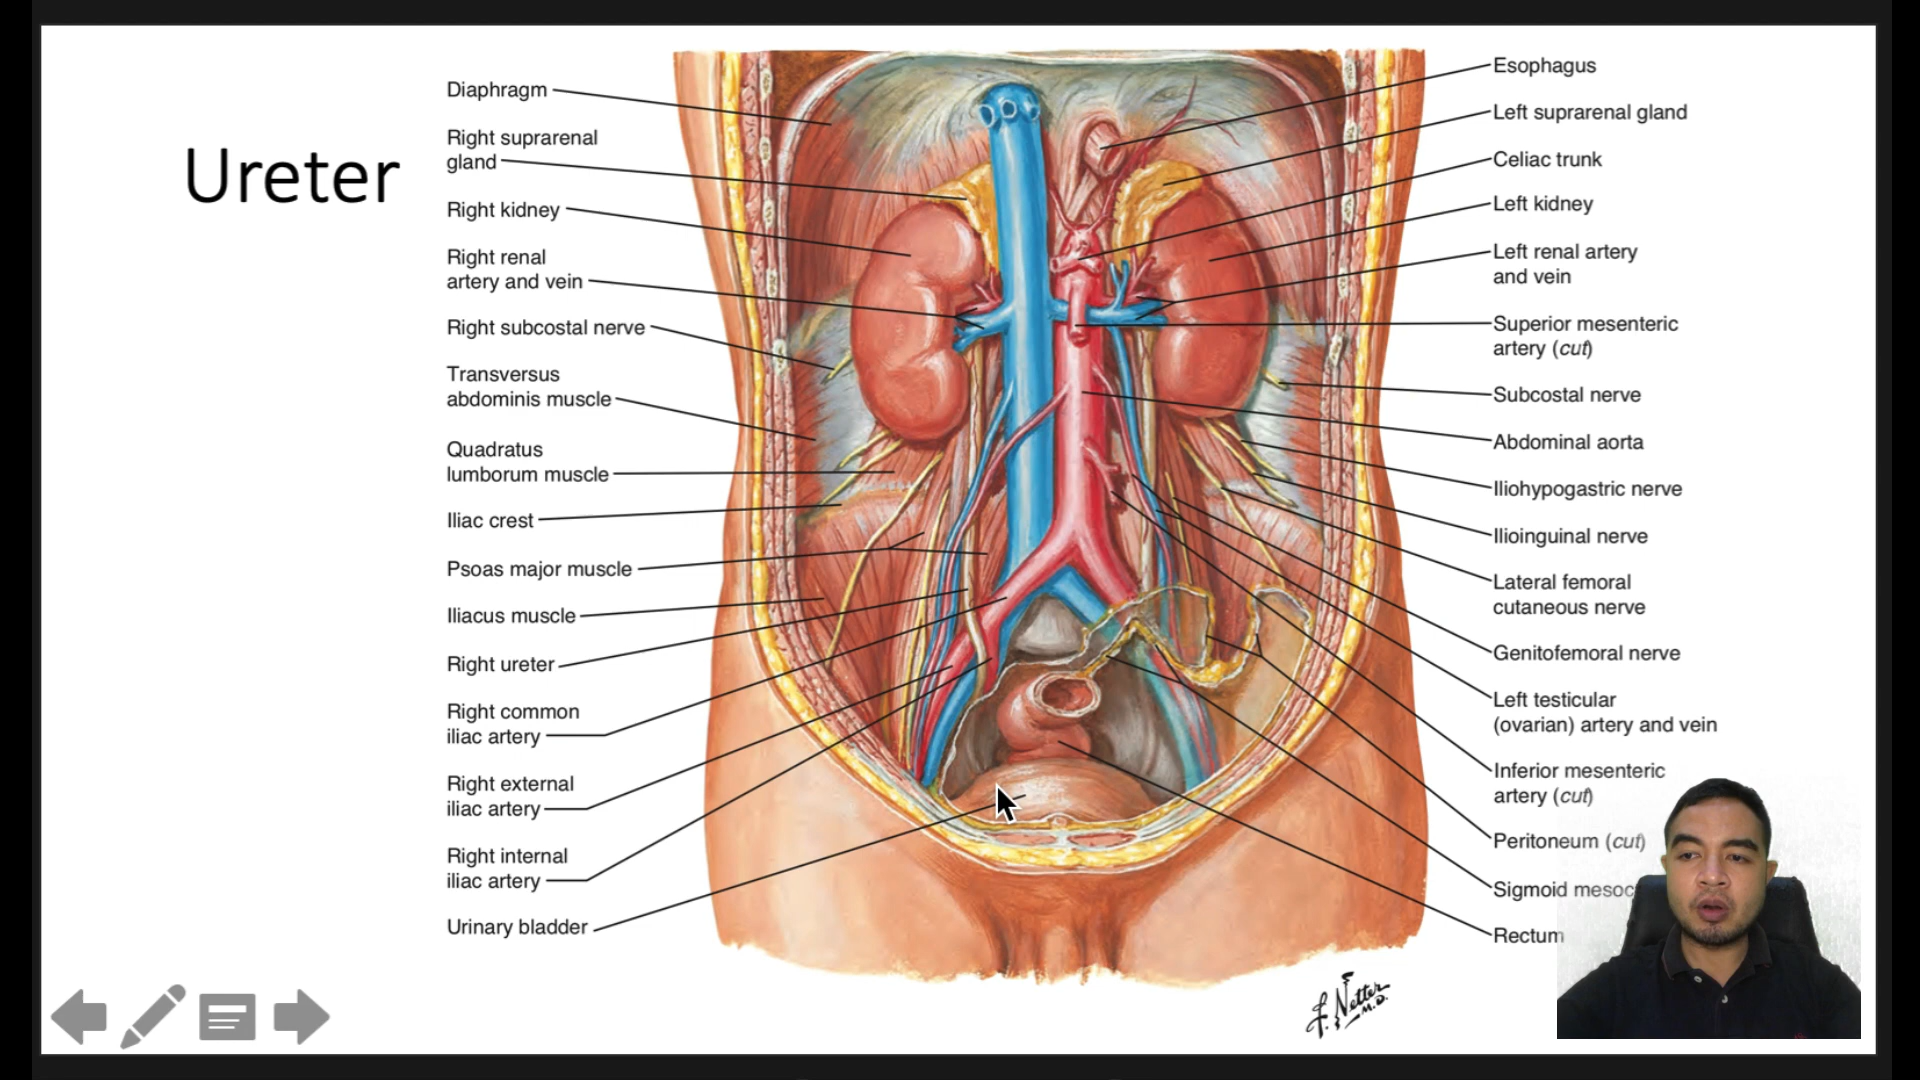 Ureter
Diaphragm
Right suprarenal
gland
Right kidney
Right renal
artery and vein
Right subcostal nerve
Transversus
abdominis muscle
Quadratus
lumborum muscle
Iliac crest
Psoas major muscle
Iliacus muscle
Right ureter
Right common
iliac artery
Right external
iliac artery
Right internal
iliac artery
Urinary bladder
Esophagus
Left suprarenal gland
Celiac trunk
Left kidney
Left renal artery
and vein
Superior mesenteric
artery (cut)
Subcostal nerve
Abdominal aorta
Iliohypogastric nerve
Ilioinguinal nerve
Lateral femoral
cutaneous nerve
Genitofemoral nerve
Left testicular
(ovarian) artery and vein
Inferior mesenteric
artery (cut)
Peritoneum (cut)
Sigmoid mesoc
Rectum
F. Netter
M.D.